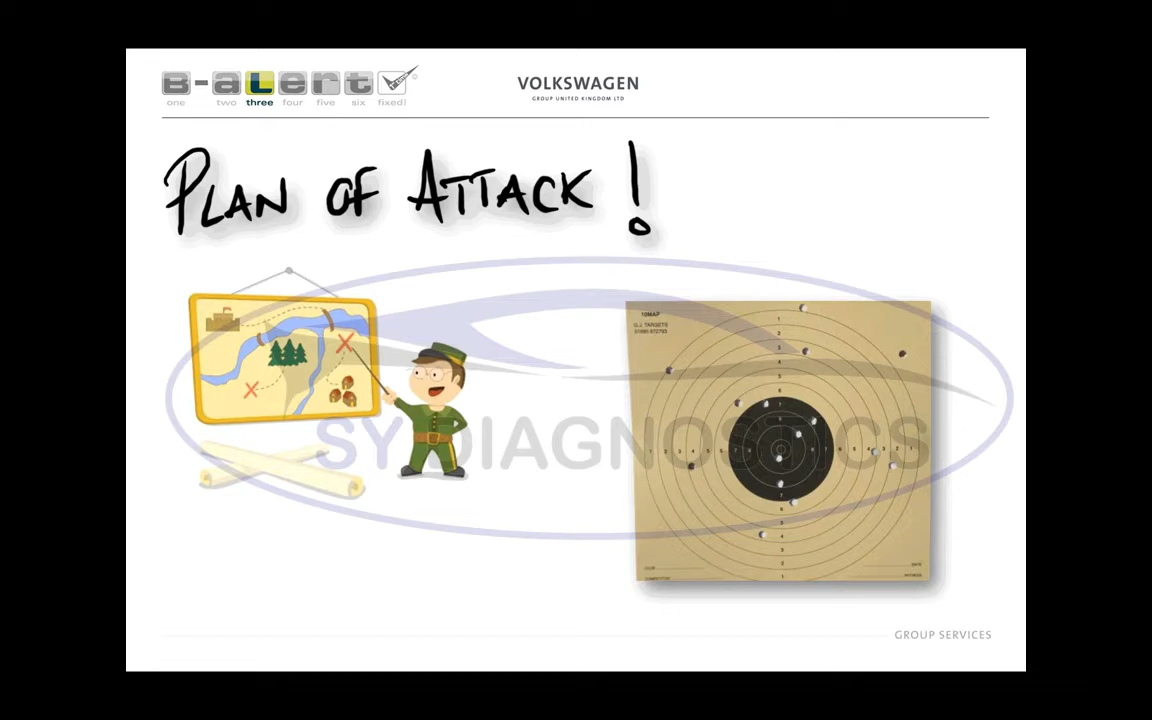 B-aLert
one two three four five six fixed!
VOLKSWAGEN
GROUP UNITED KINGDOM LTD
PLAN OF ATTACK !
10MAP
SYDIAGNOSTICS
GROUP SERVICES